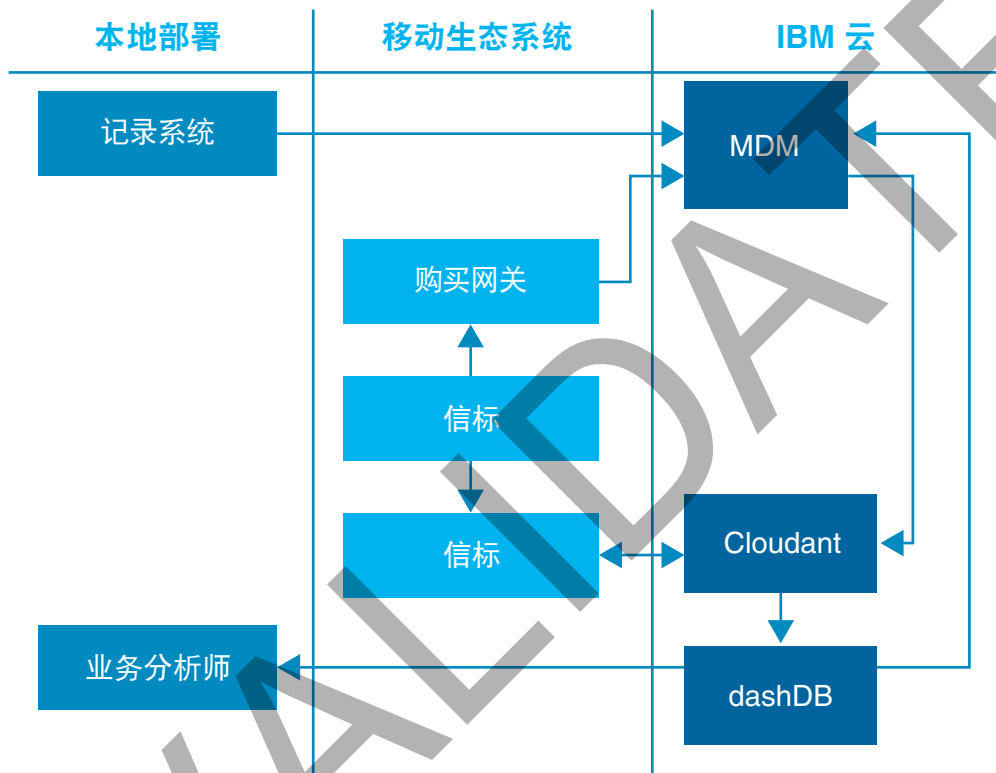 本地部署
移动生态系统
IBM 云
记录系统
MDM
购买网关
信标
信标
Cloudant
业务分析师
dashDB
VALIDATE